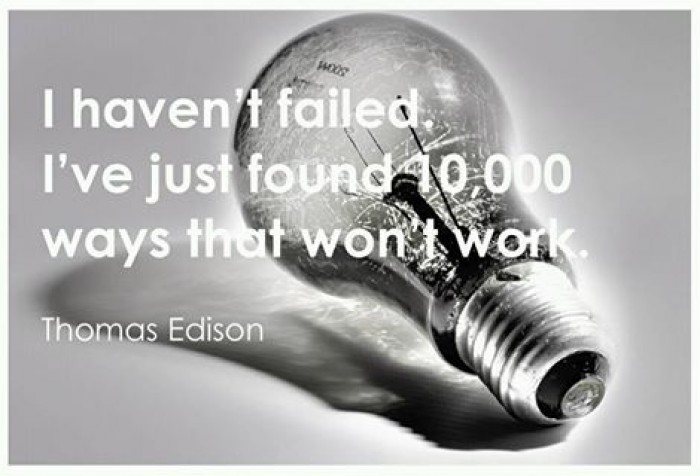 I haven't failed.
I've just found 10,000
ways that won't work.
Thomas Edison